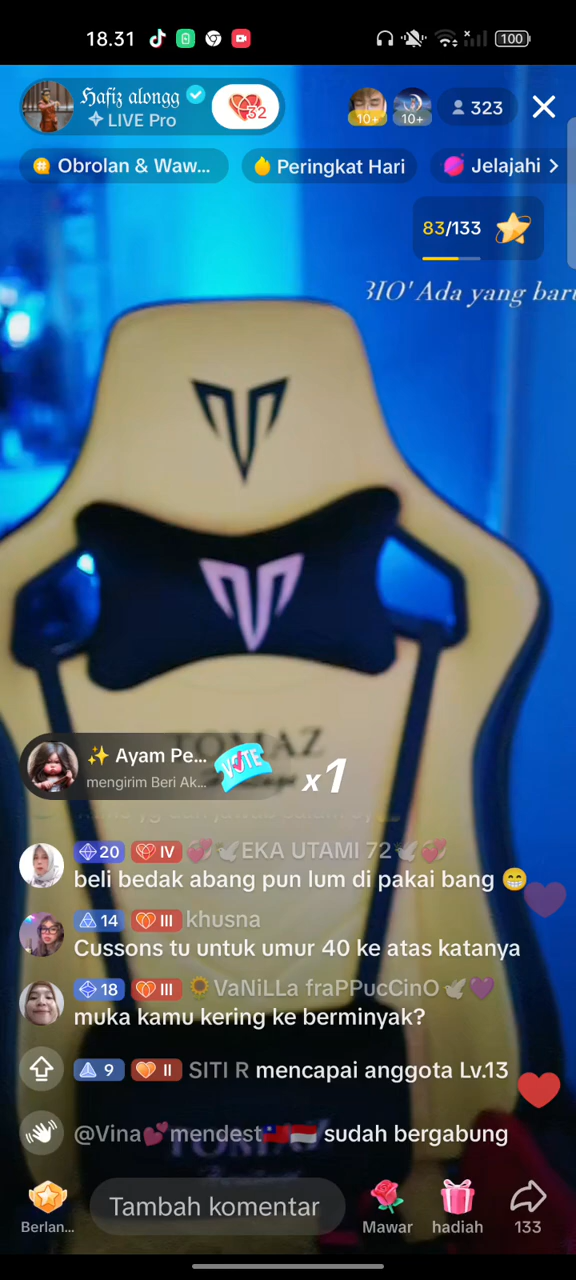 18.31
100
ℌafiz alongg
LIVE Pro
32
10+
10+
323
Obrolan & Waw...
Peringkat Hari
Jelajahi
83/133
BIO' Ada yang baru
TOMAZ
✨ Ayam Pe...
mengirim Beri Ak...
VOTE
x1
20 IV 💞🕊EKA UTAMI 72🕊💞
beli bedak abang pun lum di pakai bang 😁
14 III khusna
Cussons tu untuk umur 40 ke atas katanya
18 III 🌻VaNiLLa fraPPucCinO🕊💜
muka kamu kering ke berminyak?
9 II SITI R mencapai anggota Lv.13
@Vina💕mendest🇹🇼🇮🇩 sudah bergabung
TOMAZ
Tambah komentar
Berlan...
Mawar
hadiah
133